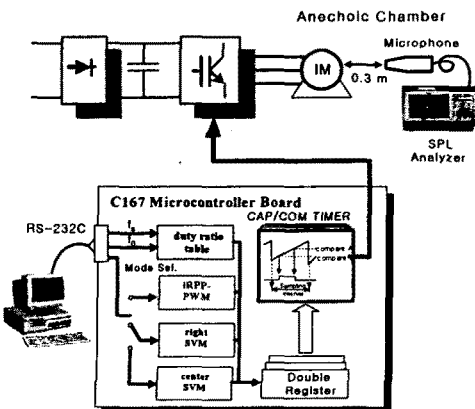 Anechoic Chamber
Microphone
IM
0.3 m
SPL
Analyzer
C167 Microcontroller Board
CAP/COM TIMER
RS-232C
duty ratio
table
compare A
compare
Sampling
Mode Sel.
PWM
right
SVM
center
SVM
Double
Register